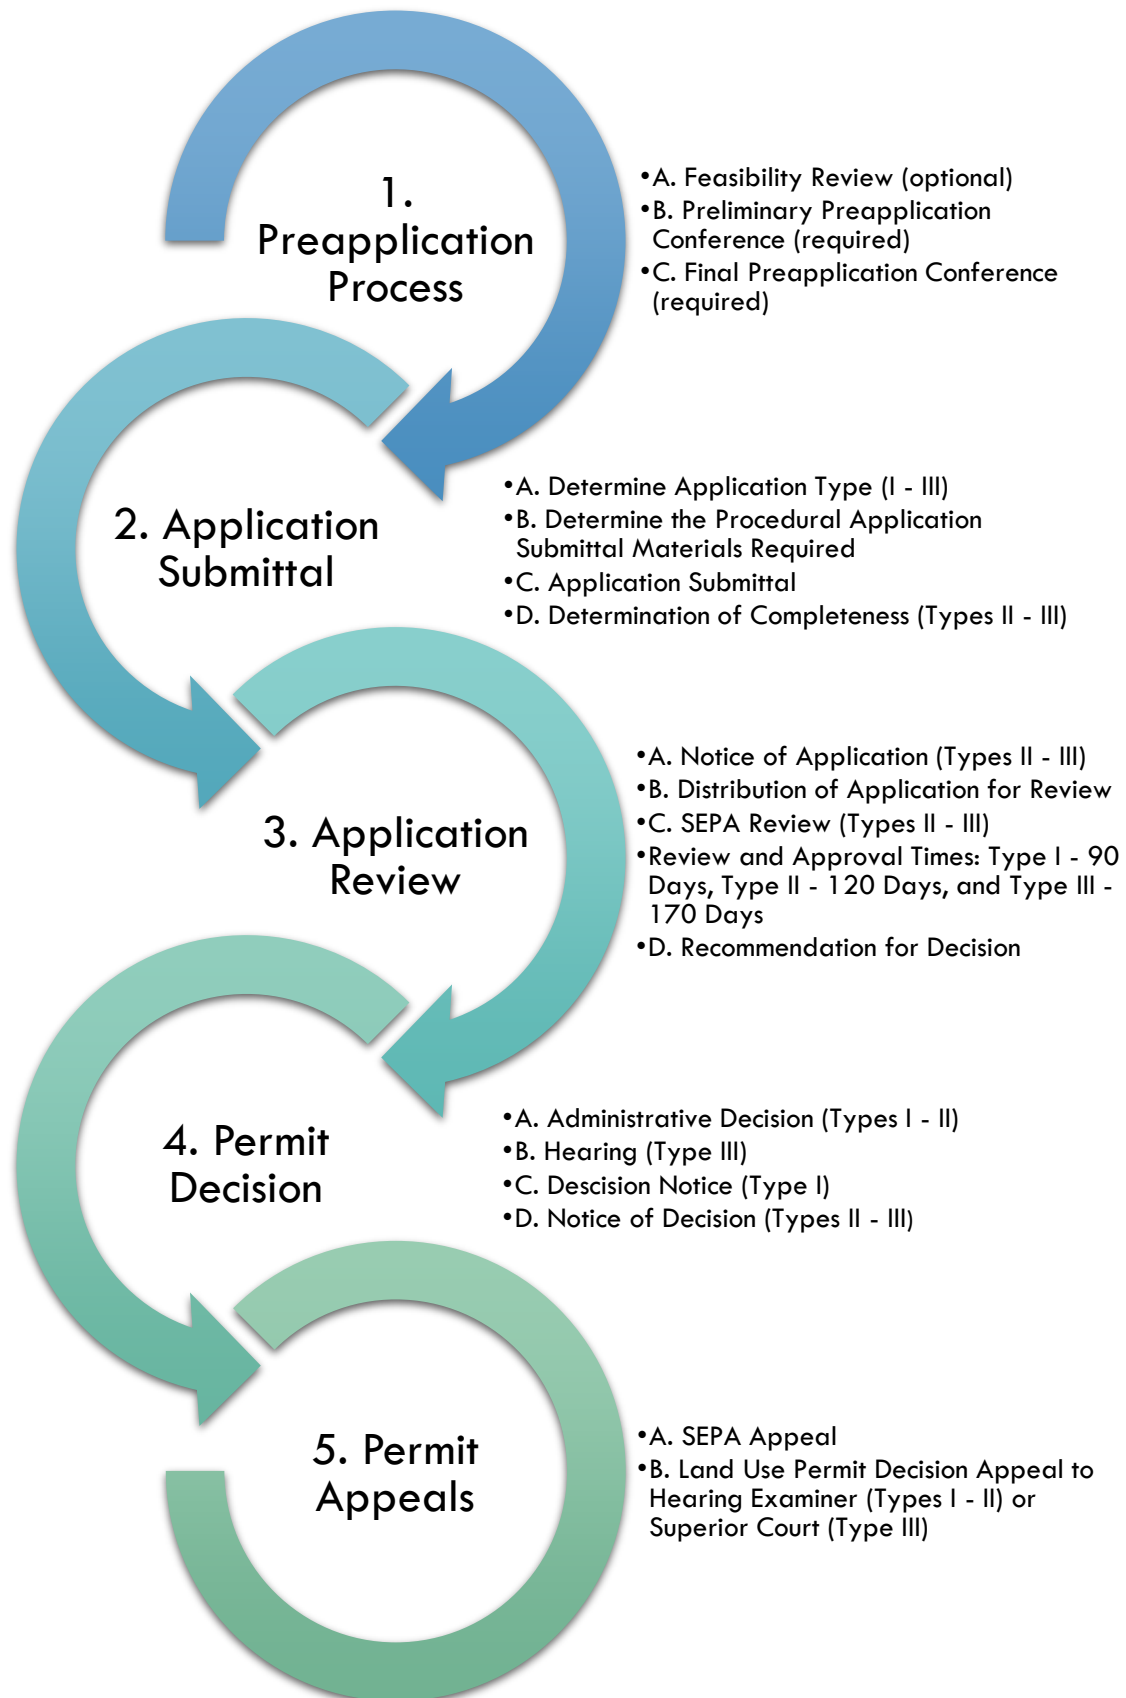 1.
Preapplication
Process
•A. Feasibility Review (optional)
•B. Preliminary Preapplication
Conference (required)
•C. Final Preapplication Conference
(required)
2. Application
Submittal
•A. Determine Application Type (I - III)
•B. Determine the Procedural Application
Submittal Materials Required
•C. Application Submittal
•D. Determination of Completeness (Types II - III)
3. Application
Review
•A. Notice of Application (Types II - III)
•B. Distribution of Application for Review
•C. SEPA Review (Types II - III)
•Review and Approval Times: Type I - 90
Days, Type II - 120 Days, and Type III -
170 Days
•D. Recommendation for Decision
4. Permit
Decision
•A. Administrative Decision (Types I - II)
•B. Hearing (Type III)
•C. Descision Notice (Type I)
•D. Notice of Decision (Types II - III)
5. Permit
Appeals
•A. SEPA Appeal
•B. Land Use Permit Decision Appeal to
Hearing Examiner (Types I - II) or
Superior Court (Type III)